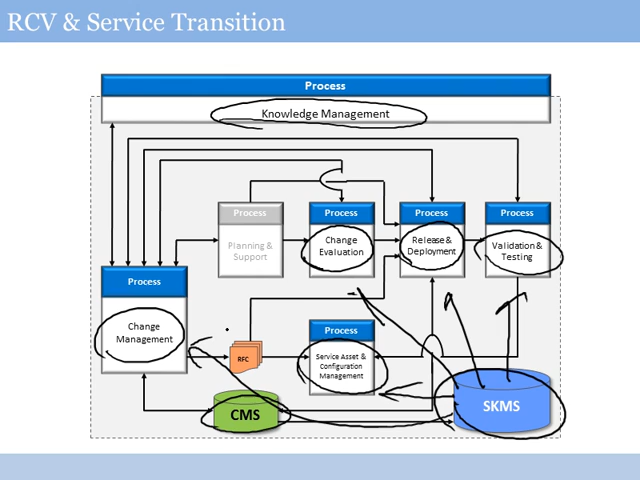 RCV & Service Transition
Process
Knowledge Management
Process
Planning &
Support
Process
Change
Evaluation
Process
Release &
Deployment
Process
Validation &
Testing
Process
Change
Management
RFC
Process
Service Asset &
Configuration
Management
CMS
SKMS